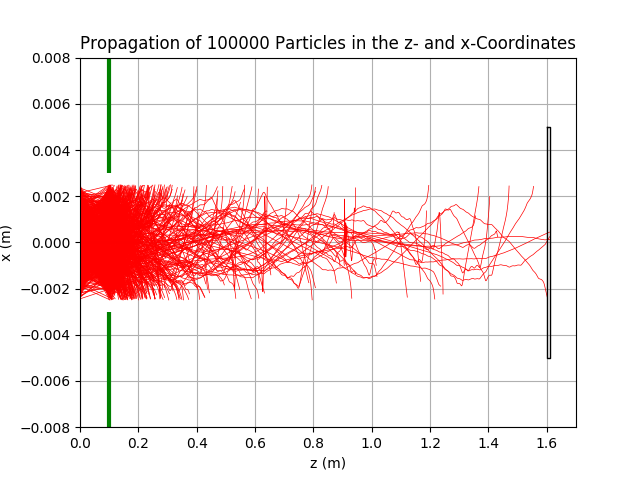 Propagation of 100000 Particles in the z- and x-Coordinates
0.008
0.006
0.004
0.002
0.000
−0.002
−0.004
−0.006
−0.008
x (m)
0.0 0.2 0.4 0.6 0.8 1.0 1.2 1.4 1.6
z (m)